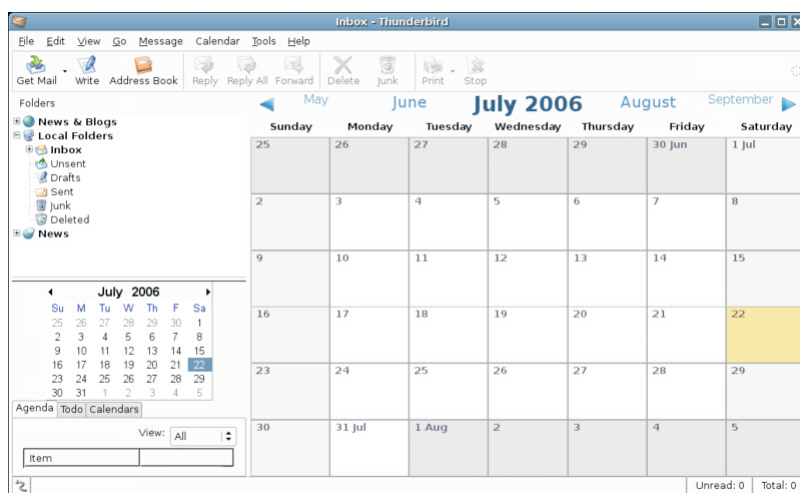 Inbox - Thunderbird
File Edit View Go Message Calendar Tools Help
Get Mail Write Address Book Reply Reply All Forward Delete Junk Print Stop
Folders
News & Blogs
Local Folders
Inbox
Unsent
Drafts
Sent
Junk
Deleted
News
July 2006
Su M Tu W Th F Sa
25 26 27 28 29 30 1
2 3 4 5 6 7 8
9 10 11 12 13 14 15
16 17 18 19 20 21 22
23 24 25 26 27 28 29
30 31 1 2 3 4 5
Agenda Todo Calendars
View: All
Item
May June July 2006 August September
Sunday Monday Tuesday Wednesday Thursday Friday Saturday
25 26 27 28 29 30 Jun 1 Jul
2 3 4 5 6 7 8
9 10 11 12 13 14 15
16 17 18 19 20 21 22
23 24 25 26 27 28 29
30 31 Jul 1 Aug 2 3 4 5
Unread: 0 Total: 0